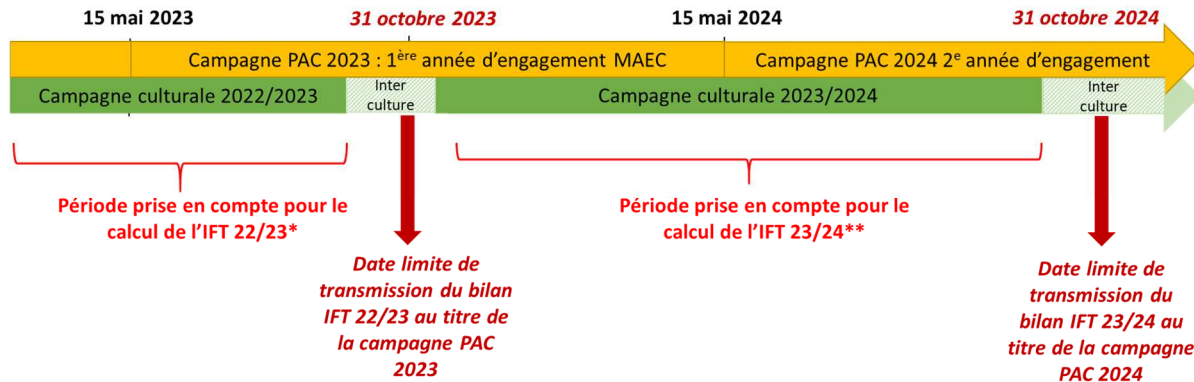 15 mai 2023
31 octobre 2023
15 mai 2024
31 octobre 2024
Campagne PAC 2023 : 1ère année d'engagement MAEC
Campagne PAC 2024 2e année d'engagement
Campagne culturale 2022/2023
Inter
culture
Campagne culturale 2023/2024
Inter
culture
Période prise en compte pour le
calcul de l'IFT 22/23*
Période prise en compte pour le
calcul de l'IFT 23/24**
Date limite de
transmission du bilan
IFT 22/23 au titre de
la campagne PAC
2023
Date limite de
transmission du
bilan IFT 23/24 au
titre de la campagne
PAC 2024